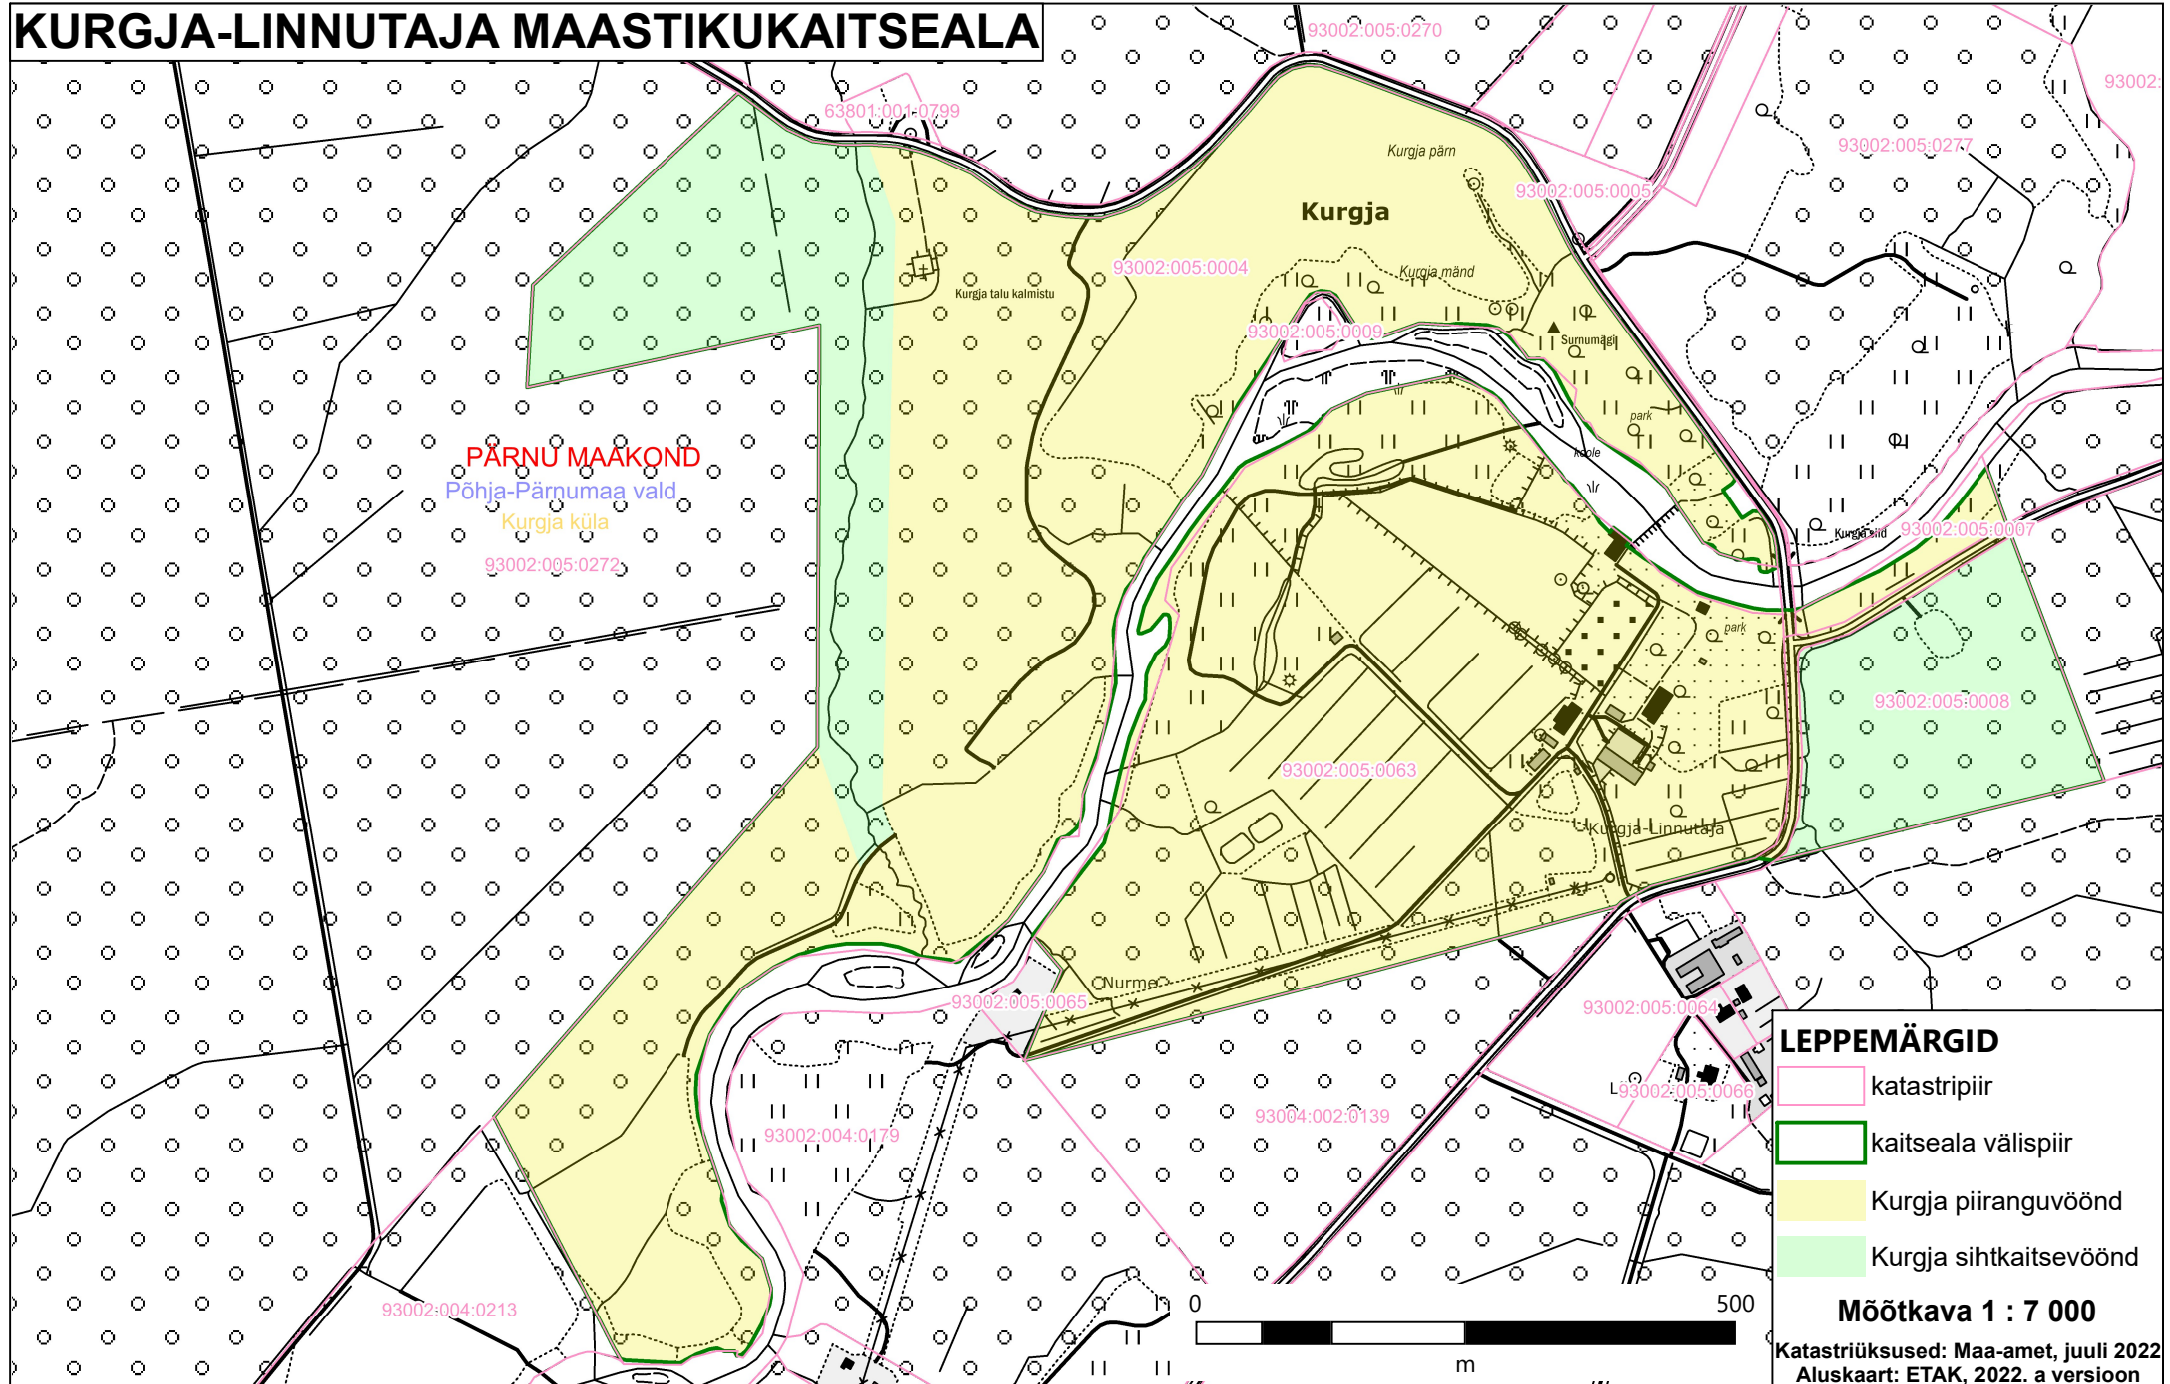 KURGJA-LINNUTAJA MAASTIKUKAITSEALA
93002:005:0270
93002:
63801:001:0799
93002:005:0277
Kurgja pärn
93002:005:0005
Kurgja
93002:005:0004
Kurgja mänd
Kurgja talu kalmistu
93002:005:0009
Surnumägi
park
PÄRNU MAAKOND
koole
Põhja-Pärnumaa vald
Kurgja küla
93002:005:0007
Kurgja siid
93002:005:0272
park
93002:005:0008
93002:005:0063
Kurgja-Linnutaja
Nurme
93002:005:0065
93002:005:0064
93002:005:0066
93004:002:0139
93002:004:0179
93002:004:0213
LEPPEMÄRGID
katastripiir
kaitseala välispiir
Kurgja piiranguvöönd
Kurgja sihtkaitsevöönd
0 500
m
Mõõtkava 1 : 7 000
Katastriüksused: Maa-amet, juuli 2022
Aluskaart: ETAK, 2022. a versioon